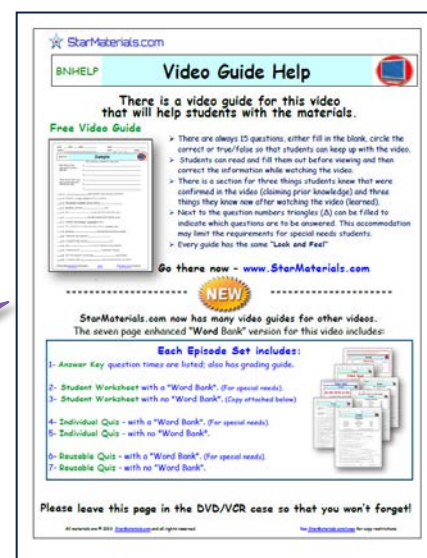 StarMaterials.com
BNHELP
Video Guide Help
There is a video guide for this video
that will help students with the materials.
Free Video Guide
Sample
➢ There are always 15 questions, either fill in the blank, circle the
correct or true/false so that students can keep up with the video.
➢ Students can read and fill them out before viewing and then
correct the information while watching the video.
➢ There is a section for three things students knew that were
confirmed in the video (claiming prior knowledge) and three
things they know now after watching the video (learned).
➢ Next to the question numbers triangles (Δ) can be filled to
indicate which questions are to be answered. This accommodation
may limit the requirements for special needs students.
➢ Every guide has the same "Look and Feel"
Go there now - www.StarMaterials.com
NEW
StarMaterials.com now has many video guides for other videos.
The seven page enhanced "Word Bank" version for this video includes:
Each Episode Set includes:
1- Answer Key question times are listed; also has grading guide.
2- Student Worksheet with a "Word Bank". (For special needs).
3- Student Worksheet with no "Word Bank". (Copy attached below)
4- Individual Quiz - with a "Word Bank". (For special needs).
5- Individual Quiz - with no "Word Bank".
6- Reusable Quiz - with a "Word Bank". (For special needs).
7- Reusable Quiz - with no "Word Bank".
Please leave this page in the DVD/VCR case so that you won't forget!